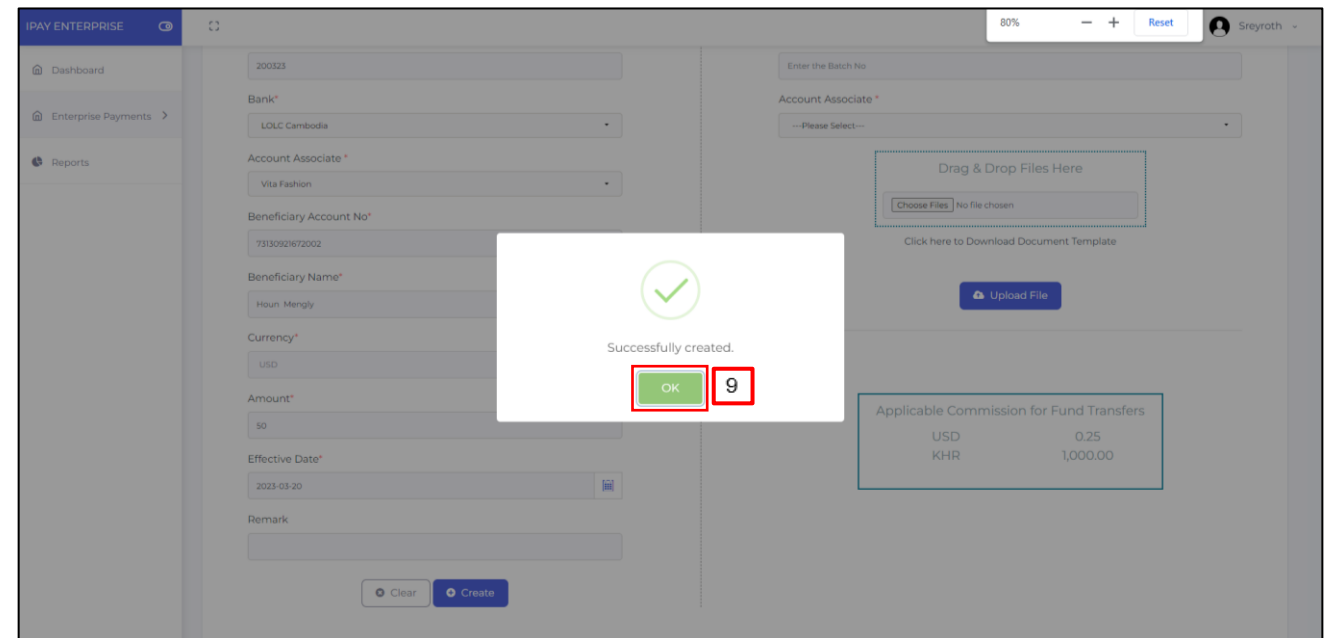 IPAY ENTERPRISE
80% — + Reset
Sreyroth
Dashboard
Enterprise Payments >
Reports
200323
Bank*
LOLC Cambodia
Account Associate *
Vita Fashion
Beneficiary Account No*
73130921672002
Beneficiary Name*
Houn Mengly
Currency*
USD
Amount*
50
Effective Date*
2023-03-20
Remark
Clear
Create
Enter the Batch No
Account Associate *
---Please Select---
Drag & Drop Files Here
Choose Files No file chosen
Click here to Download Document Template
Upload File
Applicable Commission for Fund Transfers
USD 0.25
KHR 1,000.00
Successfully created.
OK 9